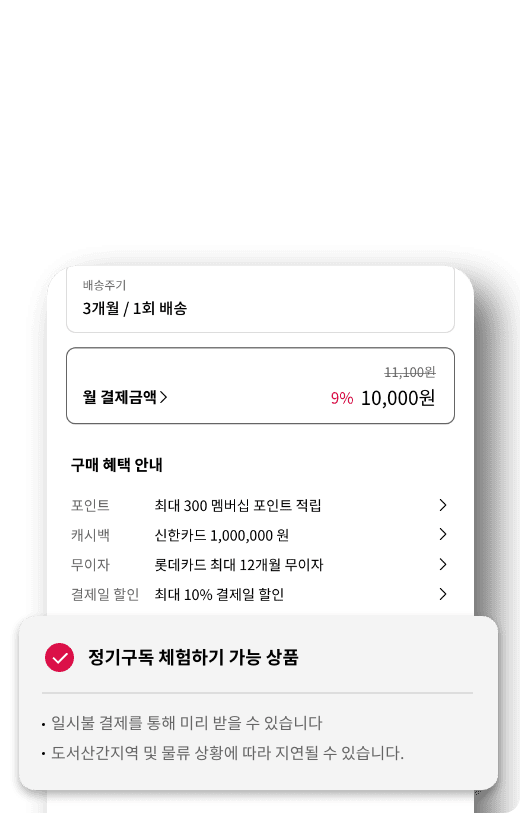 배송주기
3개월 / 1회 배송
11,100원
월 결제금액 9% 10,000원
구매 혜택 안내
포인트 최대 300 멤버십 포인트 적립
캐시백 신한카드 1,000,000 원
무이자 롯데카드 최대 12개월 무이자
결제일 할인 최대 10% 결제일 할인
정기구독 체험하기 가능 상품
• 일시불 결제를 통해 미리 받을 수 있습니다
• 도서산간지역 및 물류 상황에 따라 지연될 수 있습니다.